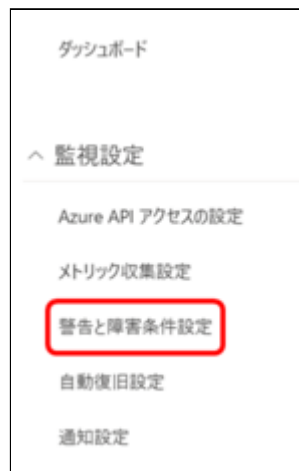 ダッシュボード
監視設定
Azure API アクセスの設定
メトリック収集設定
警告と障害条件設定
自動復旧設定
通知設定